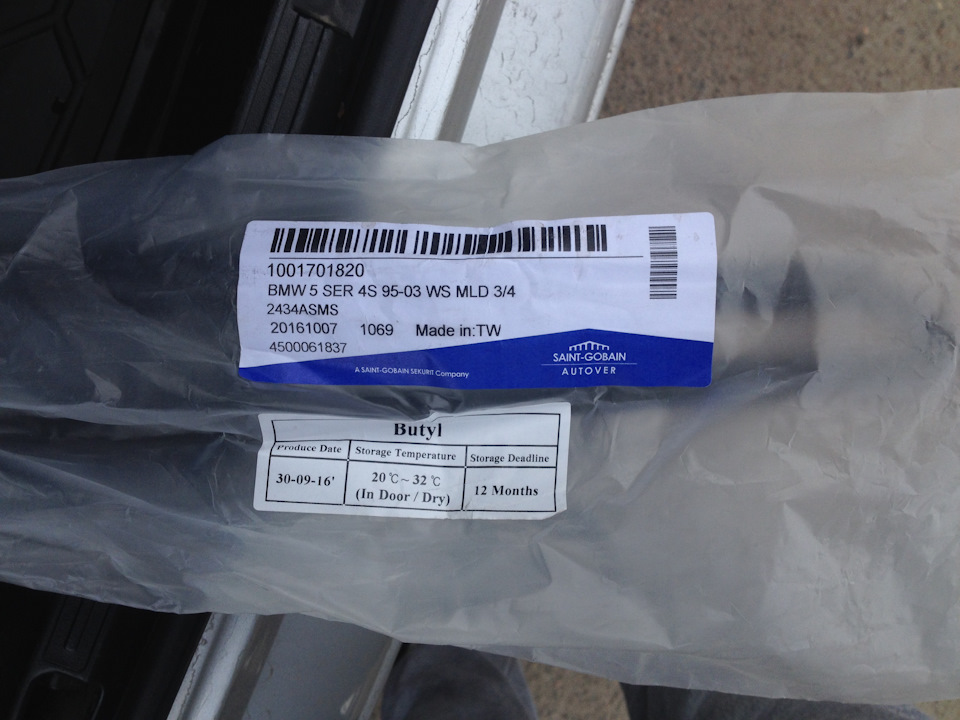 1001701820
BMW 5 SER 4S 95-03 WS MLD 3/4
2434ASMS
20161007 1069 Made in:TW
4500061837
A SAINT-GOBAIN SEKURIT Company
SAINT-GOBAIN
AUTOVER
Butyl
Produce Date Storage Temperature Storage Deadline
30-09-16' 20℃~32℃ 12 Months
(In Door / Dry)